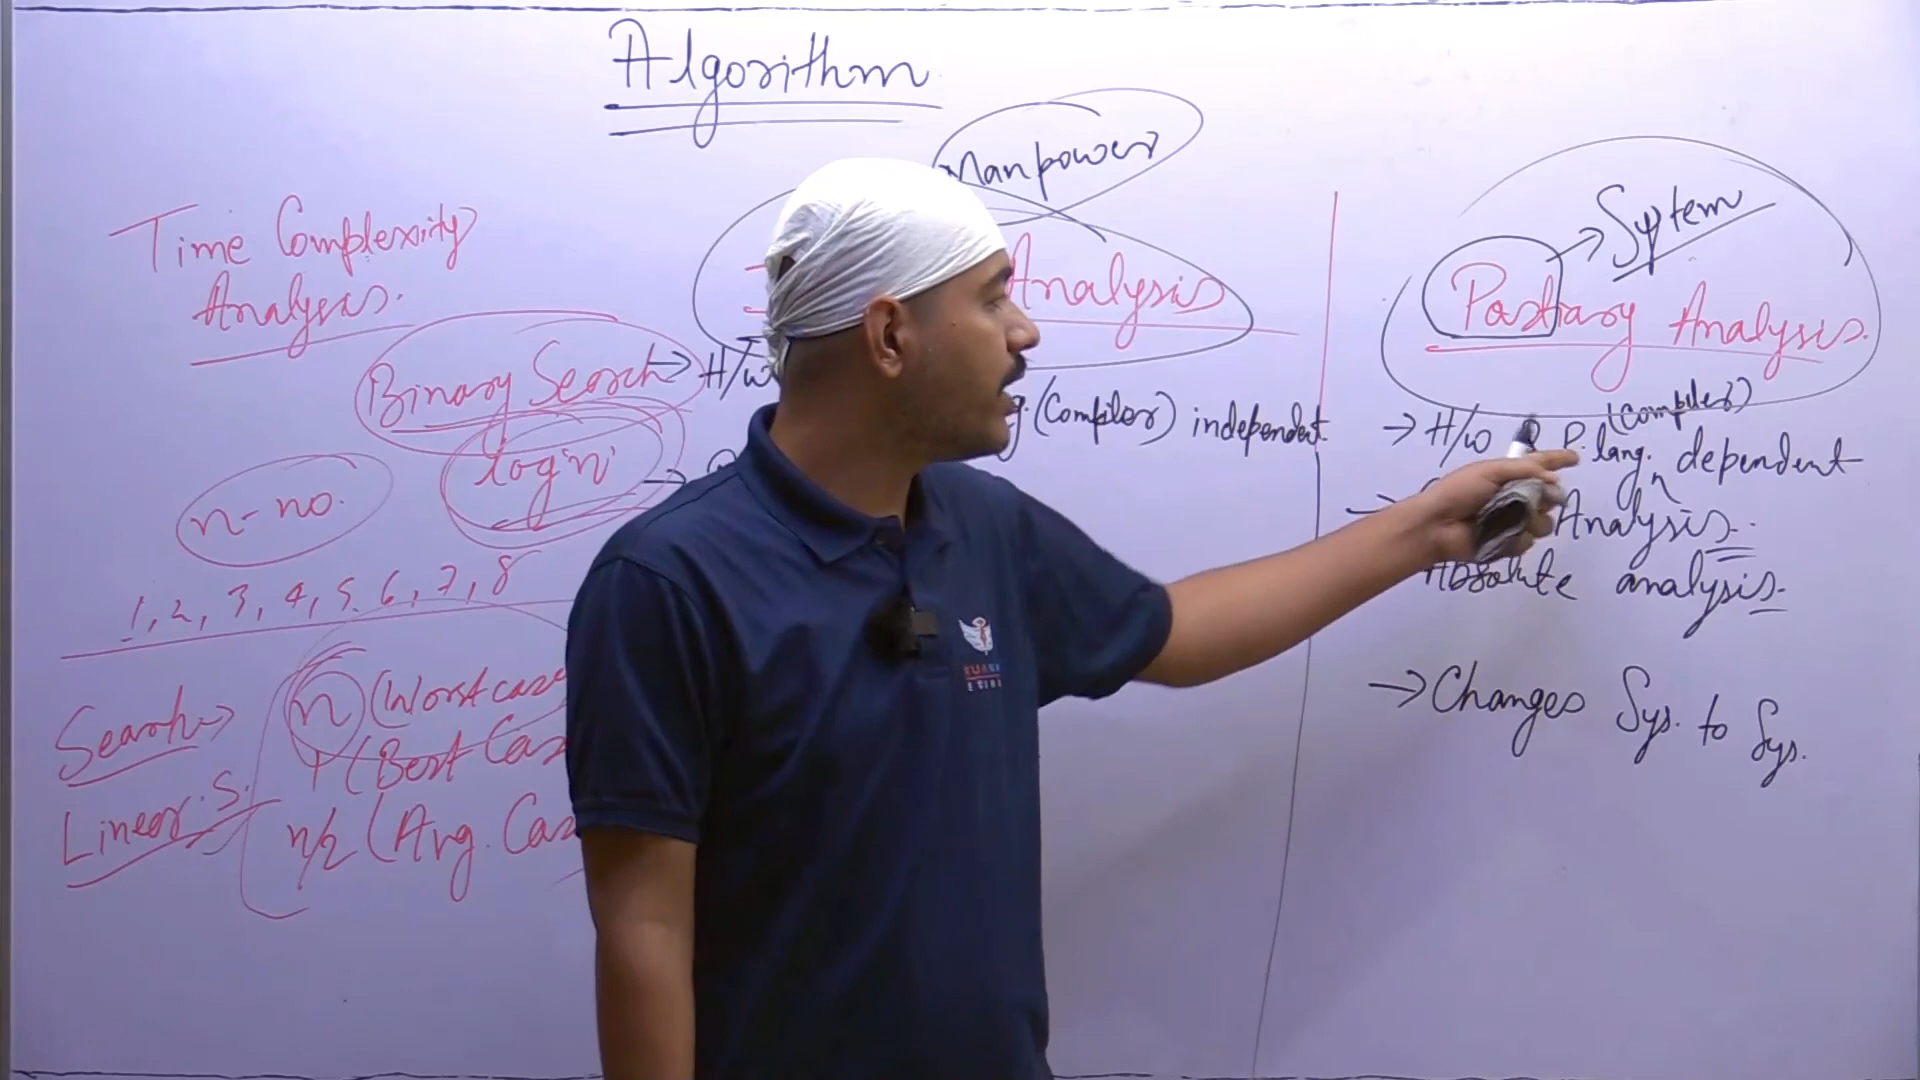 Algorithm
Manpower
Time Complexity
Analysis.
Analysis
System
Postiary Analysis.
Binary Search → H/w
(Compiler) independent
log n
n-no.
1, 2, 3, 4, 5, 6, 7, 8
Search → n (Worst case
1 (Best Cas
Linear. S.
n/2 (Avg. Cas
(Compiler)
→ H/w & P. lang. dependent
Analysis.
Absolute analysis.
→ Changes Sys. to Sys.